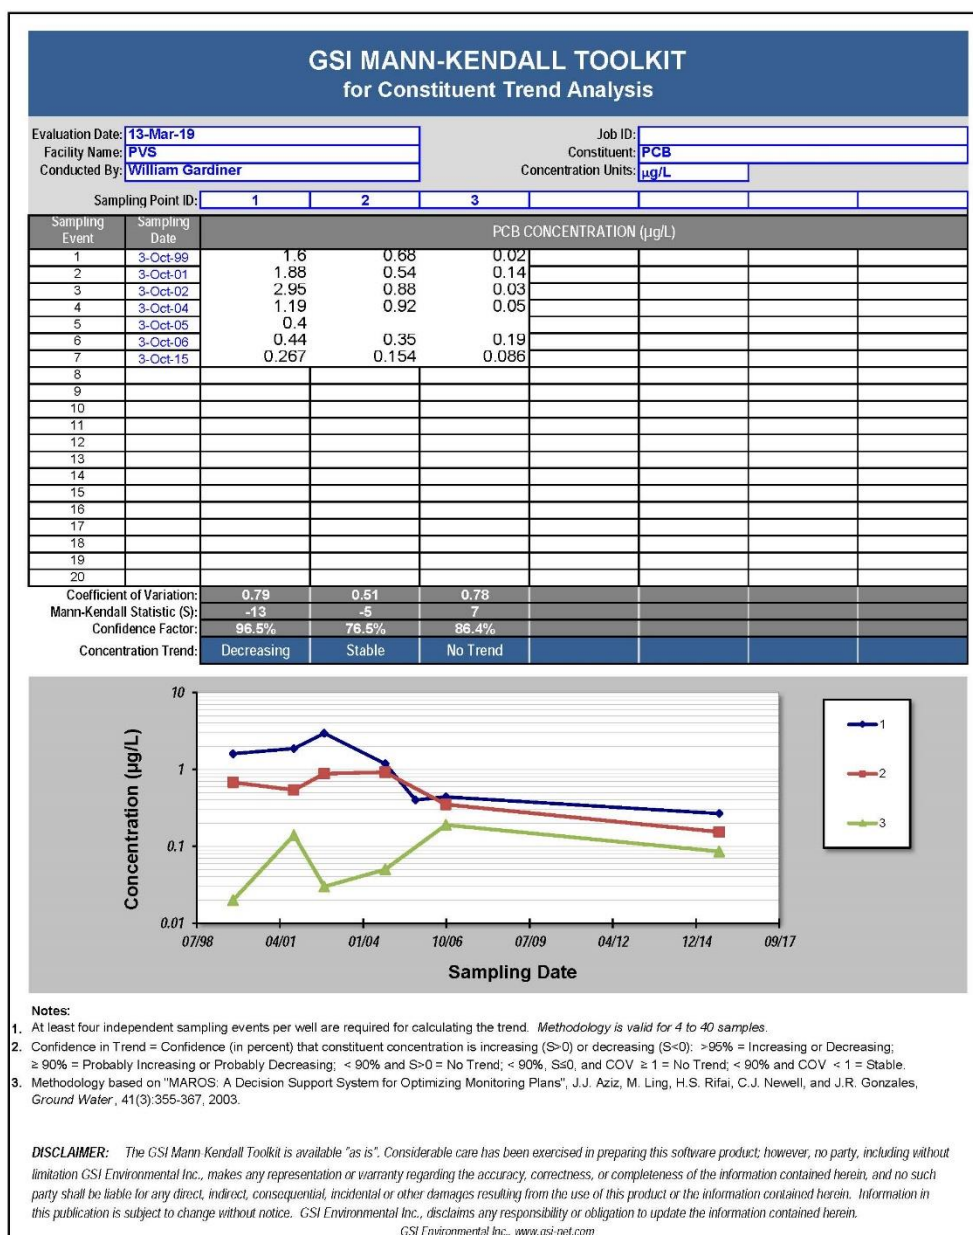 GSI MANN-KENDALL TOOLKIT
for Constituent Trend Analysis
Evaluation Date: 13-Mar-19 Job ID:
Facility Name: PVS Constituent: PCB
Conducted By: William Gardiner Concentration Units: µg/L
Sampling Point ID: 1 2 3
Sampling Event Sampling Date PCB CONCENTRATION (µg/L)
1 3-Oct-99 1.6 0.68 0.02
2 3-Oct-01 1.88 0.54 0.14
3 3-Oct-02 2.95 0.88 0.03
4 3-Oct-04 1.19 0.92 0.05
5 3-Oct-05 0.4
6 3-Oct-06 0.44 0.35 0.19
7 3-Oct-15 0.267 0.154 0.086
8
9
10
11
12
13
14
15
16
17
18
19
20
Coefficient of Variation: 0.79 0.51 0.78
Mann-Kendall Statistic (S): -13 -5 7
Confidence Factor: 96.5% 76.5% 86.4%
Concentration Trend: Decreasing Stable No Trend
Concentration (µg/L)
10
1
0.1
0.01
07/98 04/01 01/04 10/06 07/09 04/12 12/14 09/17
Sampling Date
1
2
3
Notes:
1. At least four independent sampling events per well are required for calculating the trend. Methodology is valid for 4 to 40 samples.
2. Confidence in Trend = Confidence (in percent) that constituent concentration is increasing (S>0) or decreasing (S<0): >95% = Increasing or Decreasing;
≥ 90% = Probably Increasing or Probably Decreasing; < 90% and S>0 = No Trend; < 90%, S≤0, and COV ≥ 1 = No Trend; < 90% and COV < 1 = Stable.
3. Methodology based on "MAROS: A Decision Support System for Optimizing Monitoring Plans", J.J. Aziz, M. Ling, H.S. Rifai, C.J. Newell, and J.R. Gonzales,
Ground Water, 41(3):355-367, 2003.
DISCLAIMER: The GSI Mann-Kendall Toolkit is available "as is". Considerable care has been exercised in preparing this software product; however, no party, including without
limitation GSI Environmental Inc., makes any representation or warranty regarding the accuracy, correctness, or completeness of the information contained herein, and no such
party shall be liable for any direct, indirect, consequential, incidental or other damages resulting from the use of this product or the information contained herein. Information in
this publication is subject to change without notice. GSI Environmental Inc., disclaims any responsibility or obligation to update the information contained herein.
GSI Environmental Inc., www.gsi-net.com